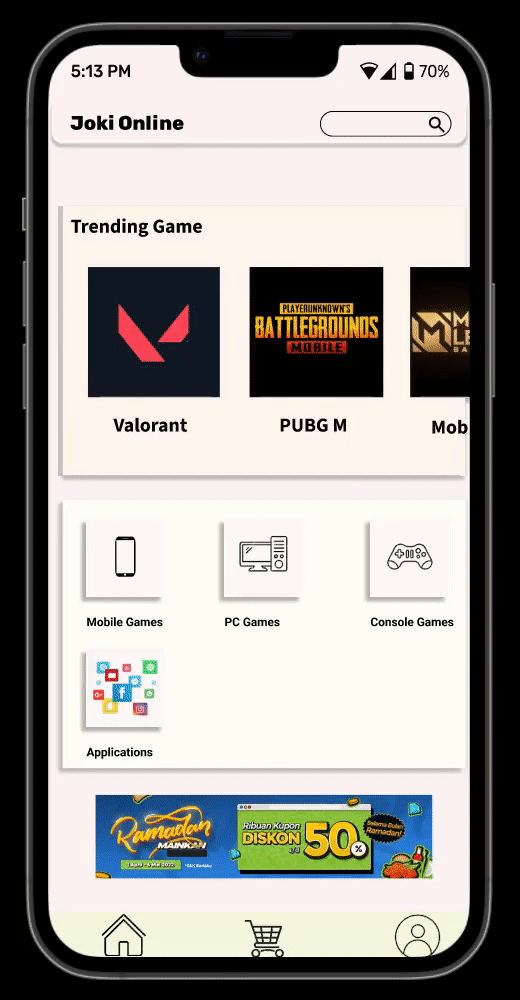 5:13 PM 70%
Joki Online
Trending Game
PLAYERUNKNOWN'S
BATTLEGROUNDS
MOBILE
Valorant PUBG M Mob
Mobile Games PC Games Console Games
Applications
Ramadan
MAINKAN
Ribuan Kupon
DISKON s/d 50%
Selama Bulan
Ramadan!